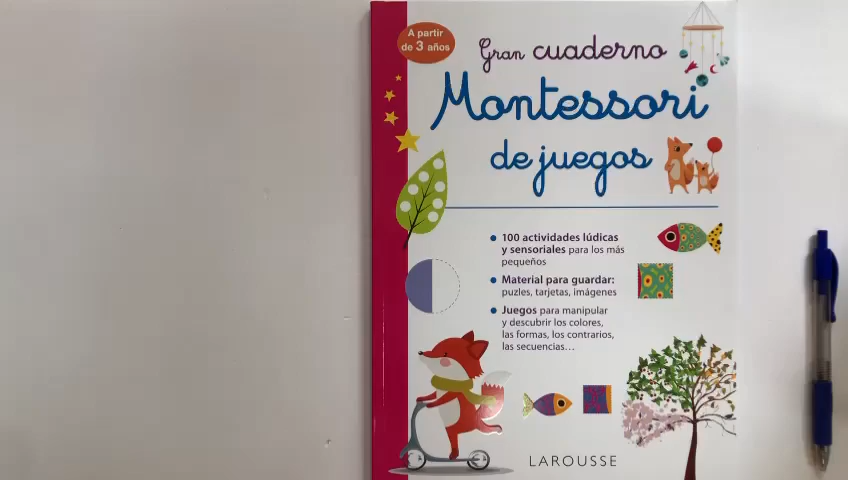 A partir
de 3 años
Gran cuaderno
Montessori
de juegos
100 actividades lúdicas
y sensoriales para los más
pequeños
Material para guardar:
puzles, tarjetas, imágenes
Juegos para manipular
y descubrir los colores,
las formas, los contrarios,
las secuencias...
LAROUSSE